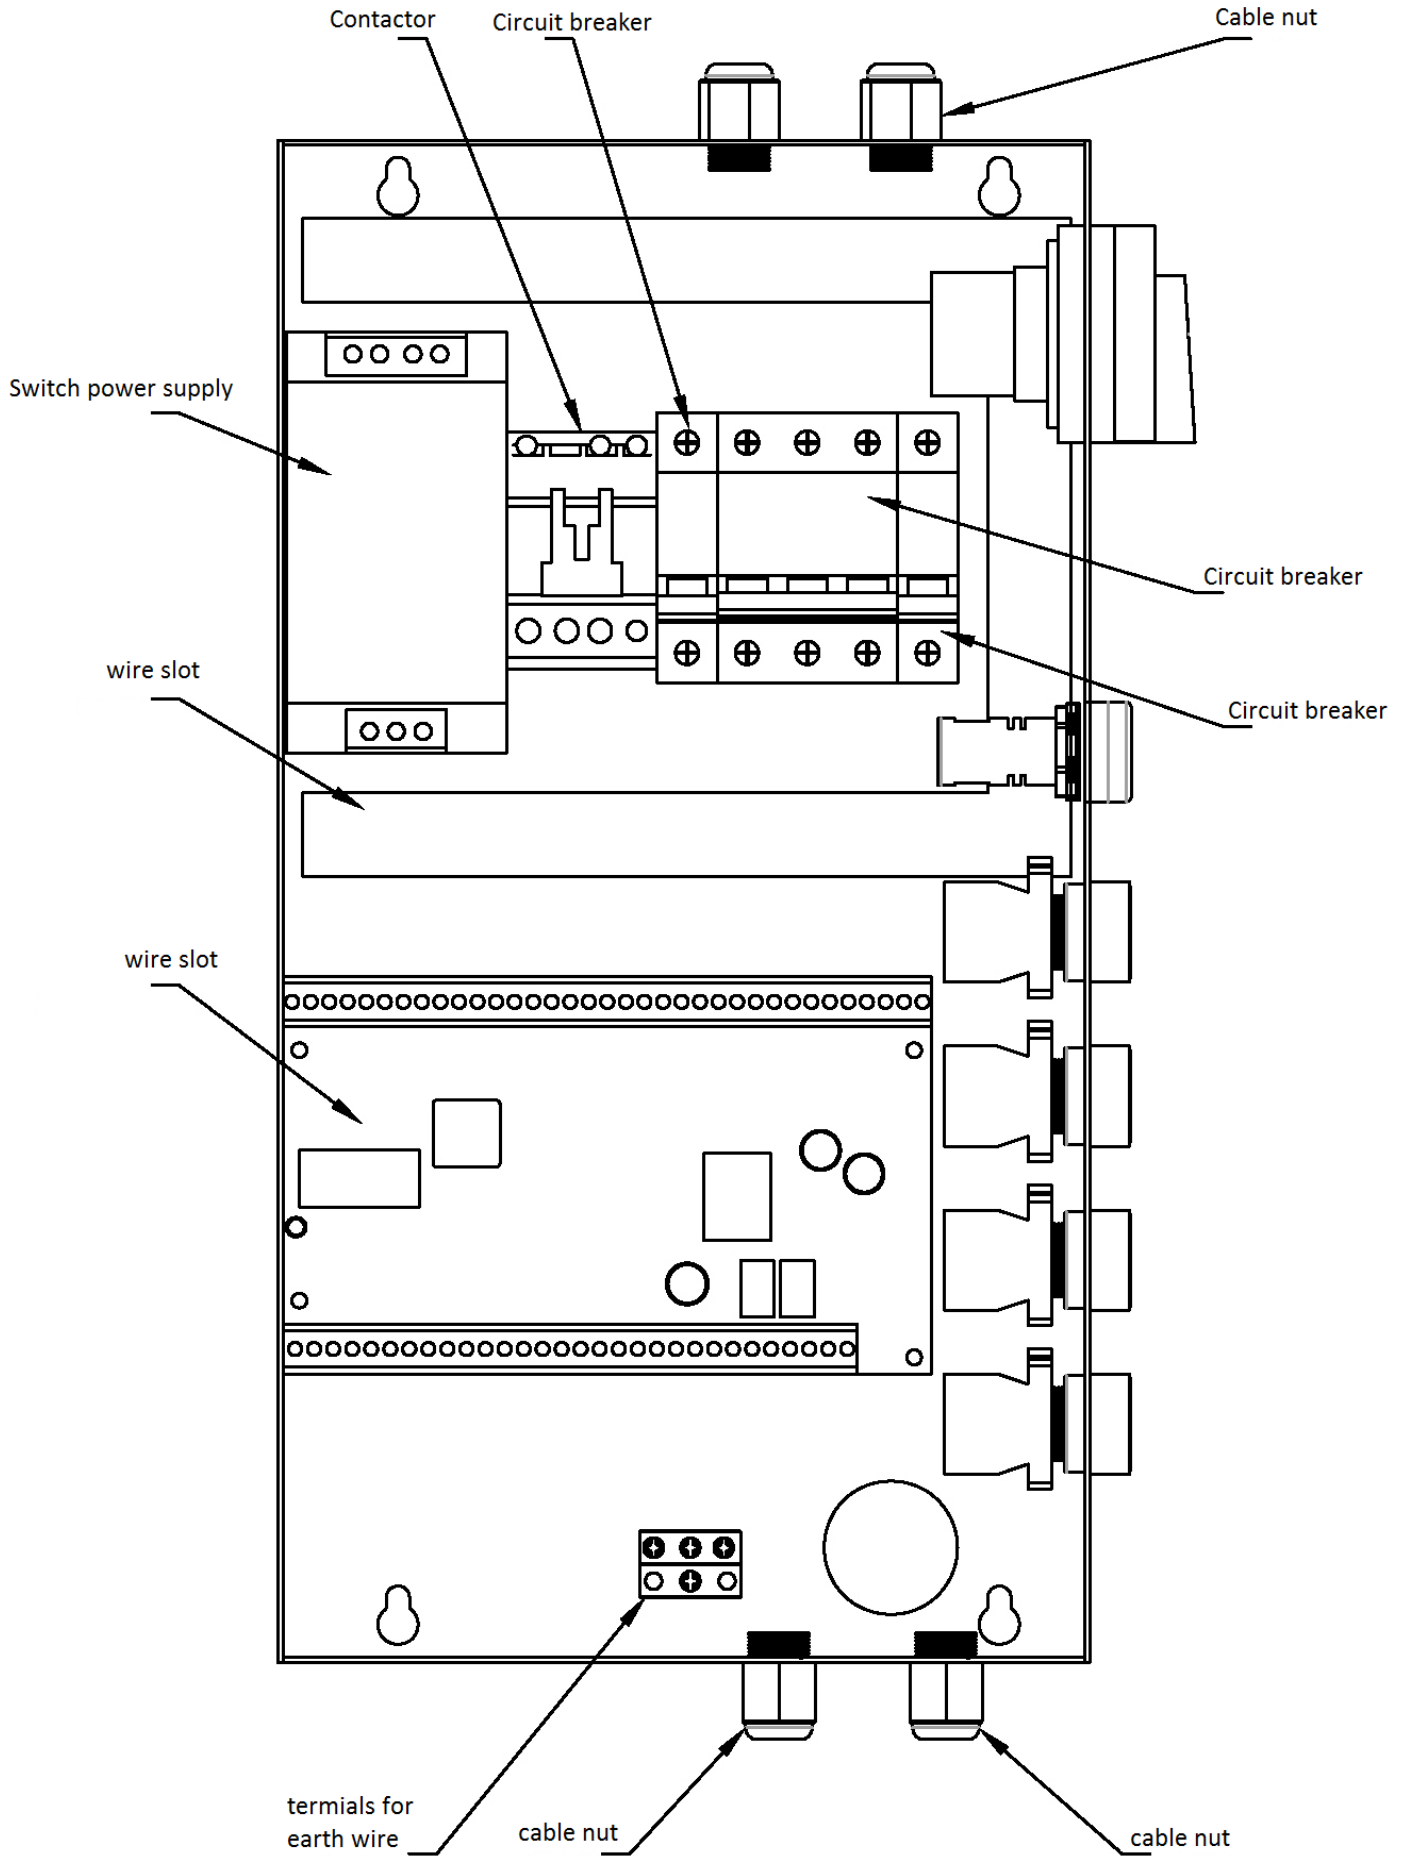 Contactor
Circuit breaker
Cable nut
Switch power supply
Circuit breaker
wire slot
Circuit breaker
wire slot
termials for
earth wire
cable nut
cable nut